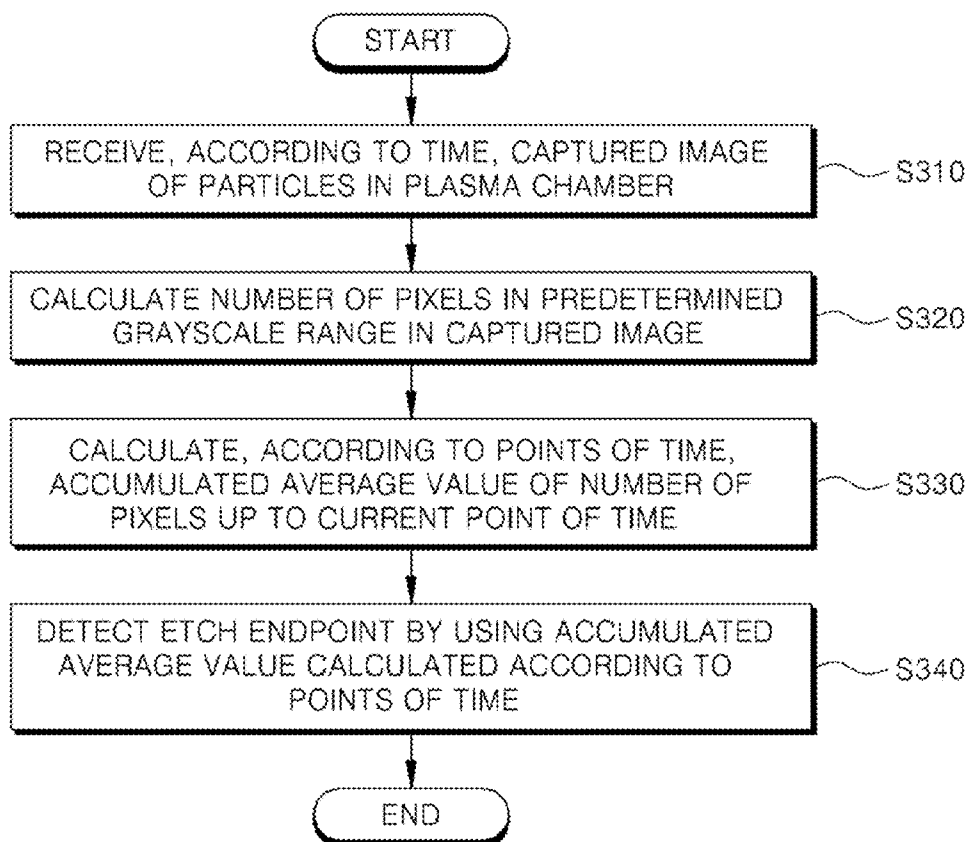 START
RECEIVE, ACCORDING TO TIME, CAPTURED IMAGE
OF PARTICLES IN PLASMA CHAMBER
S310
CALCULATE NUMBER OF PIXELS IN PREDETERMINED
GRAYSCALE RANGE IN CAPTURED IMAGE
S320
CALCULATE, ACCORDING TO POINTS OF TIME,
ACCUMULATED AVERAGE VALUE OF NUMBER OF
PIXELS UP TO CURRENT POINT OF TIME
S330
DETECT ETCH ENDPOINT BY USING ACCUMULATED
AVERAGE VALUE CALCULATED ACCORDING TO
POINTS OF TIME
S340
END